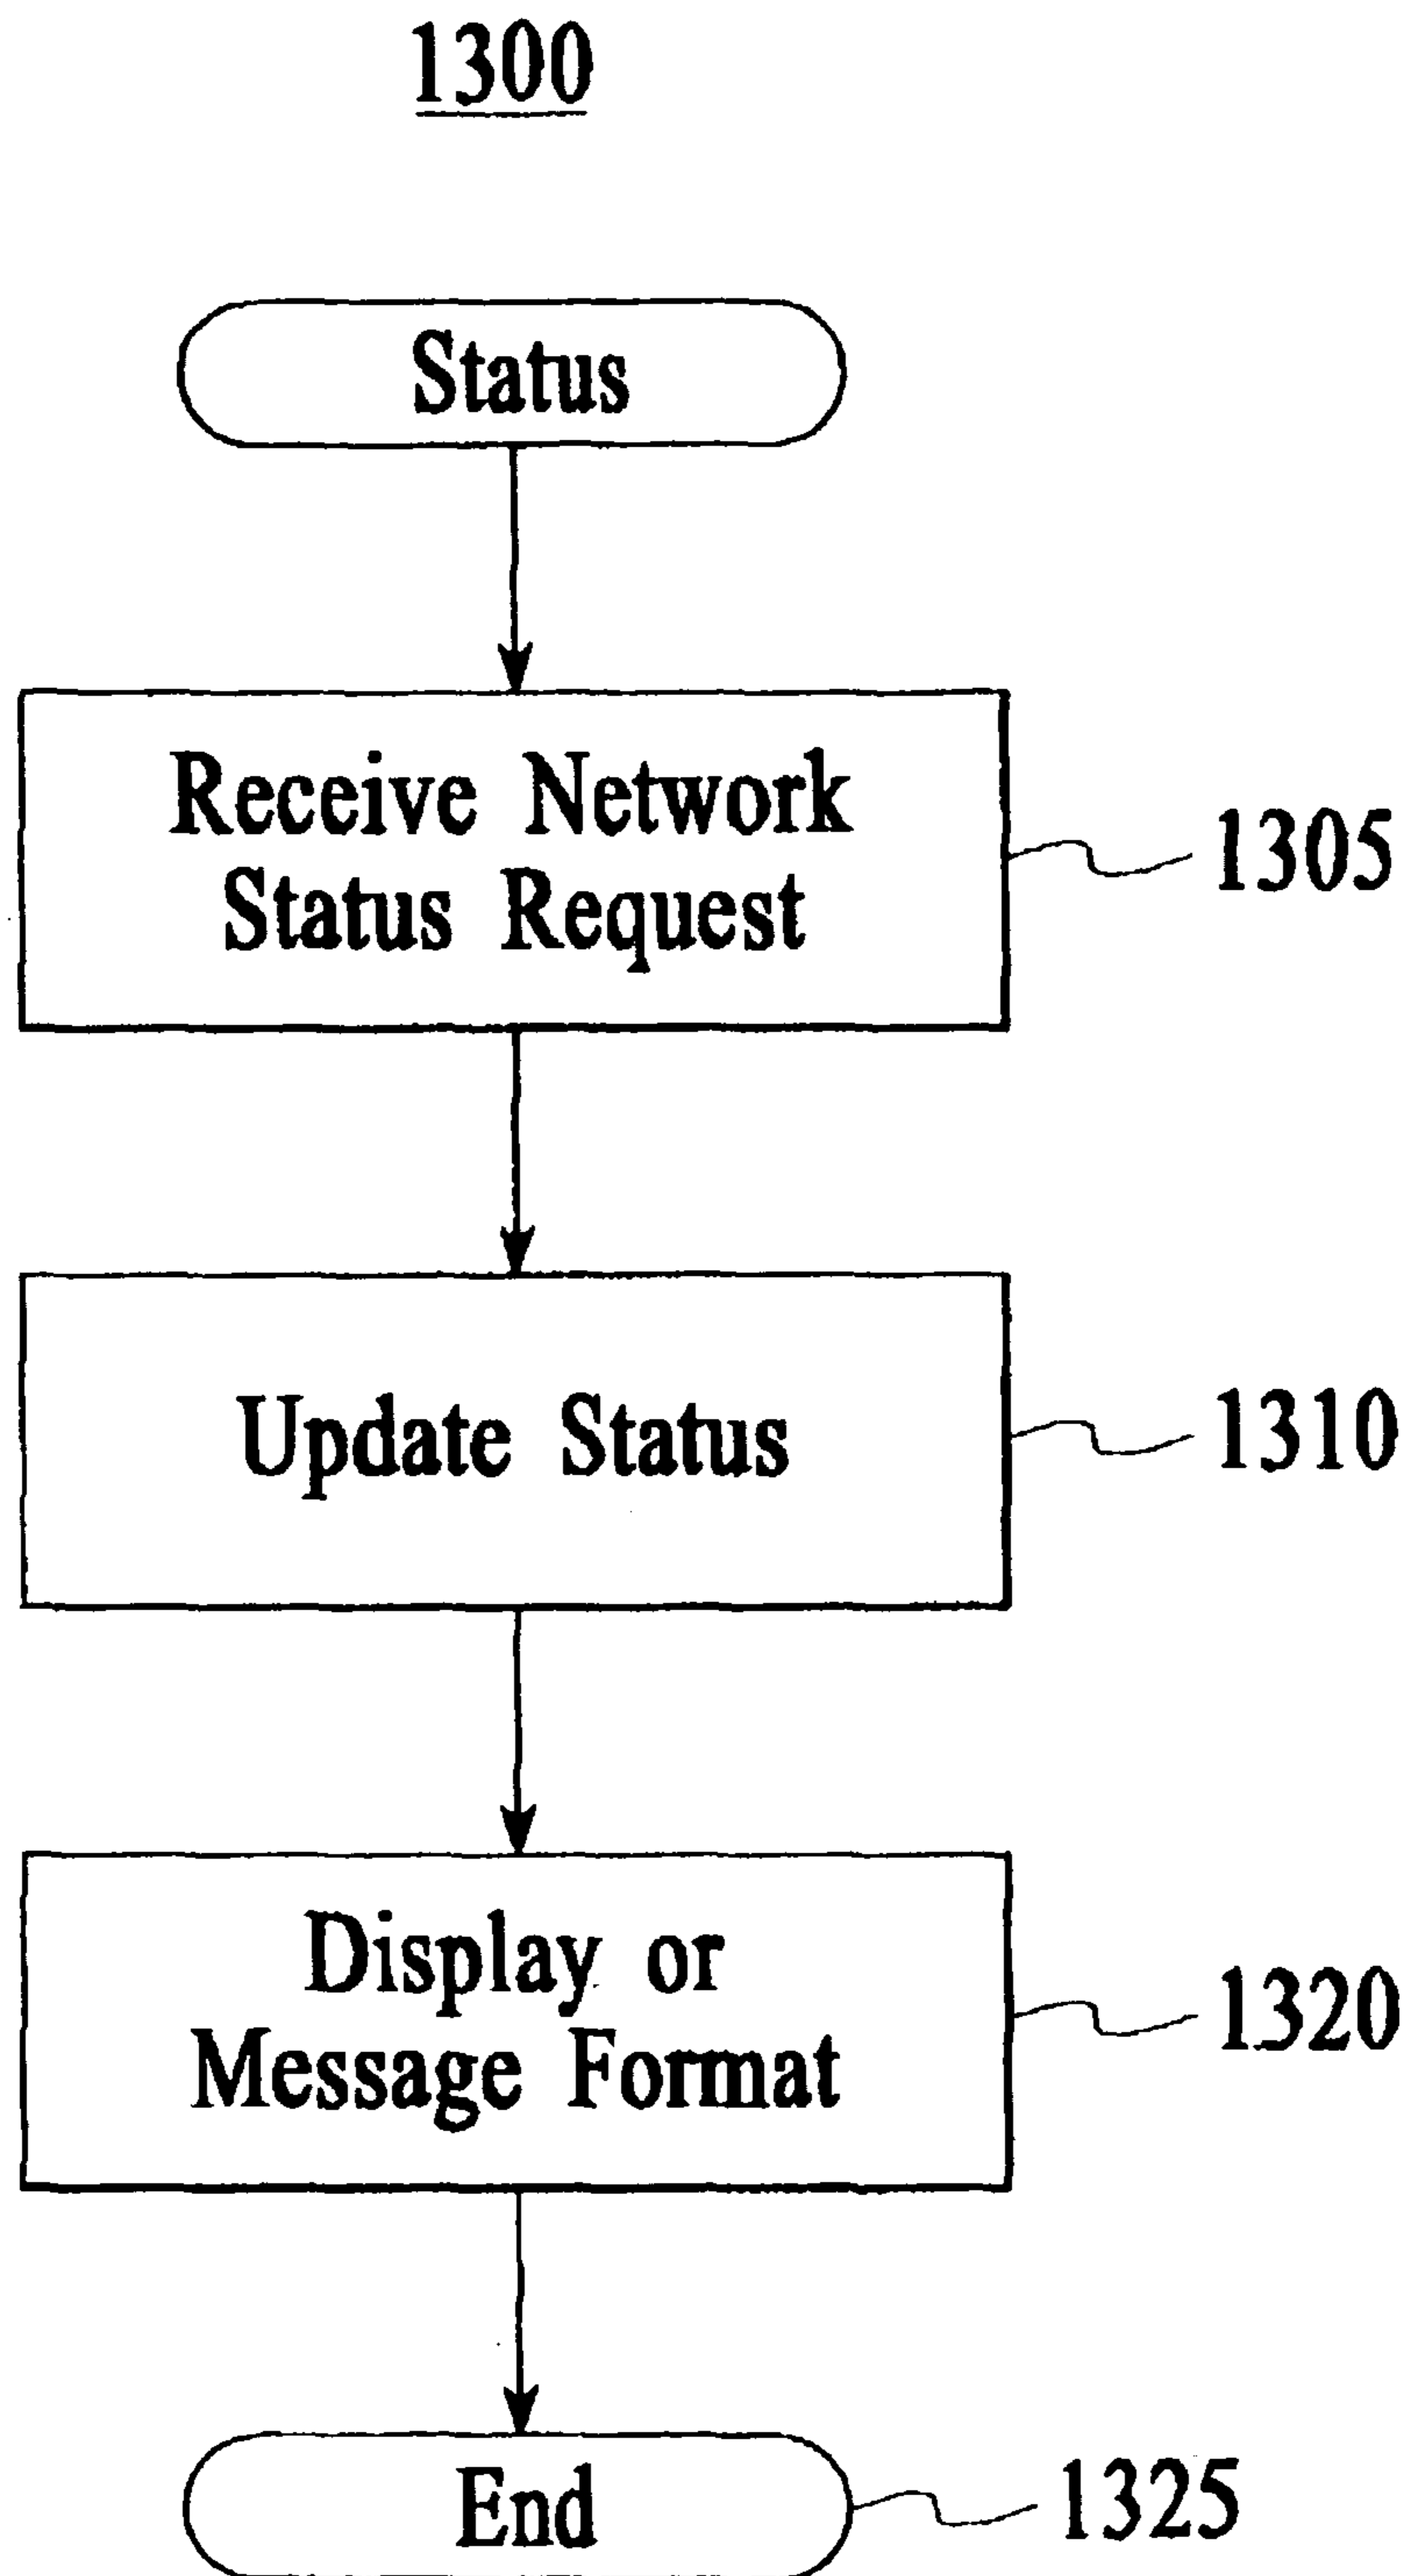 1300
Status
Receive Network
Status Request
1305
Update Status
1310
Display or
Message Format
1320
End
1325